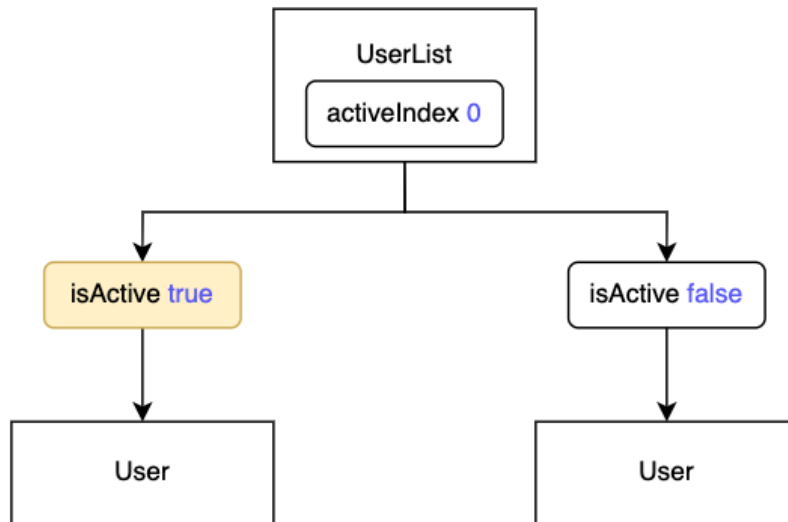 UserList
activeIndex 0
isActive true
isActive false
User
User